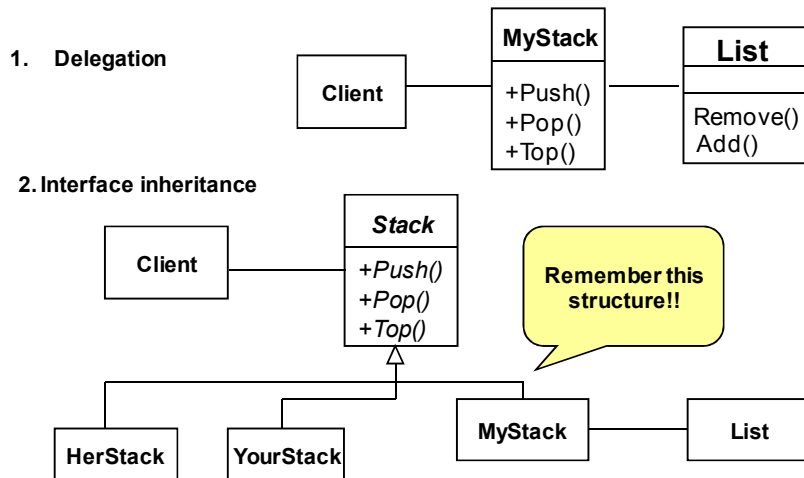 1. Delegation
Client
MyStack
+Push()
+Pop()
+Top()
List
Remove()
Add()
2. Interface inheritance
Client
Stack
+Push()
+Pop()
+Top()
Remember this
structure!!
HerStack
YourStack
MyStack
List